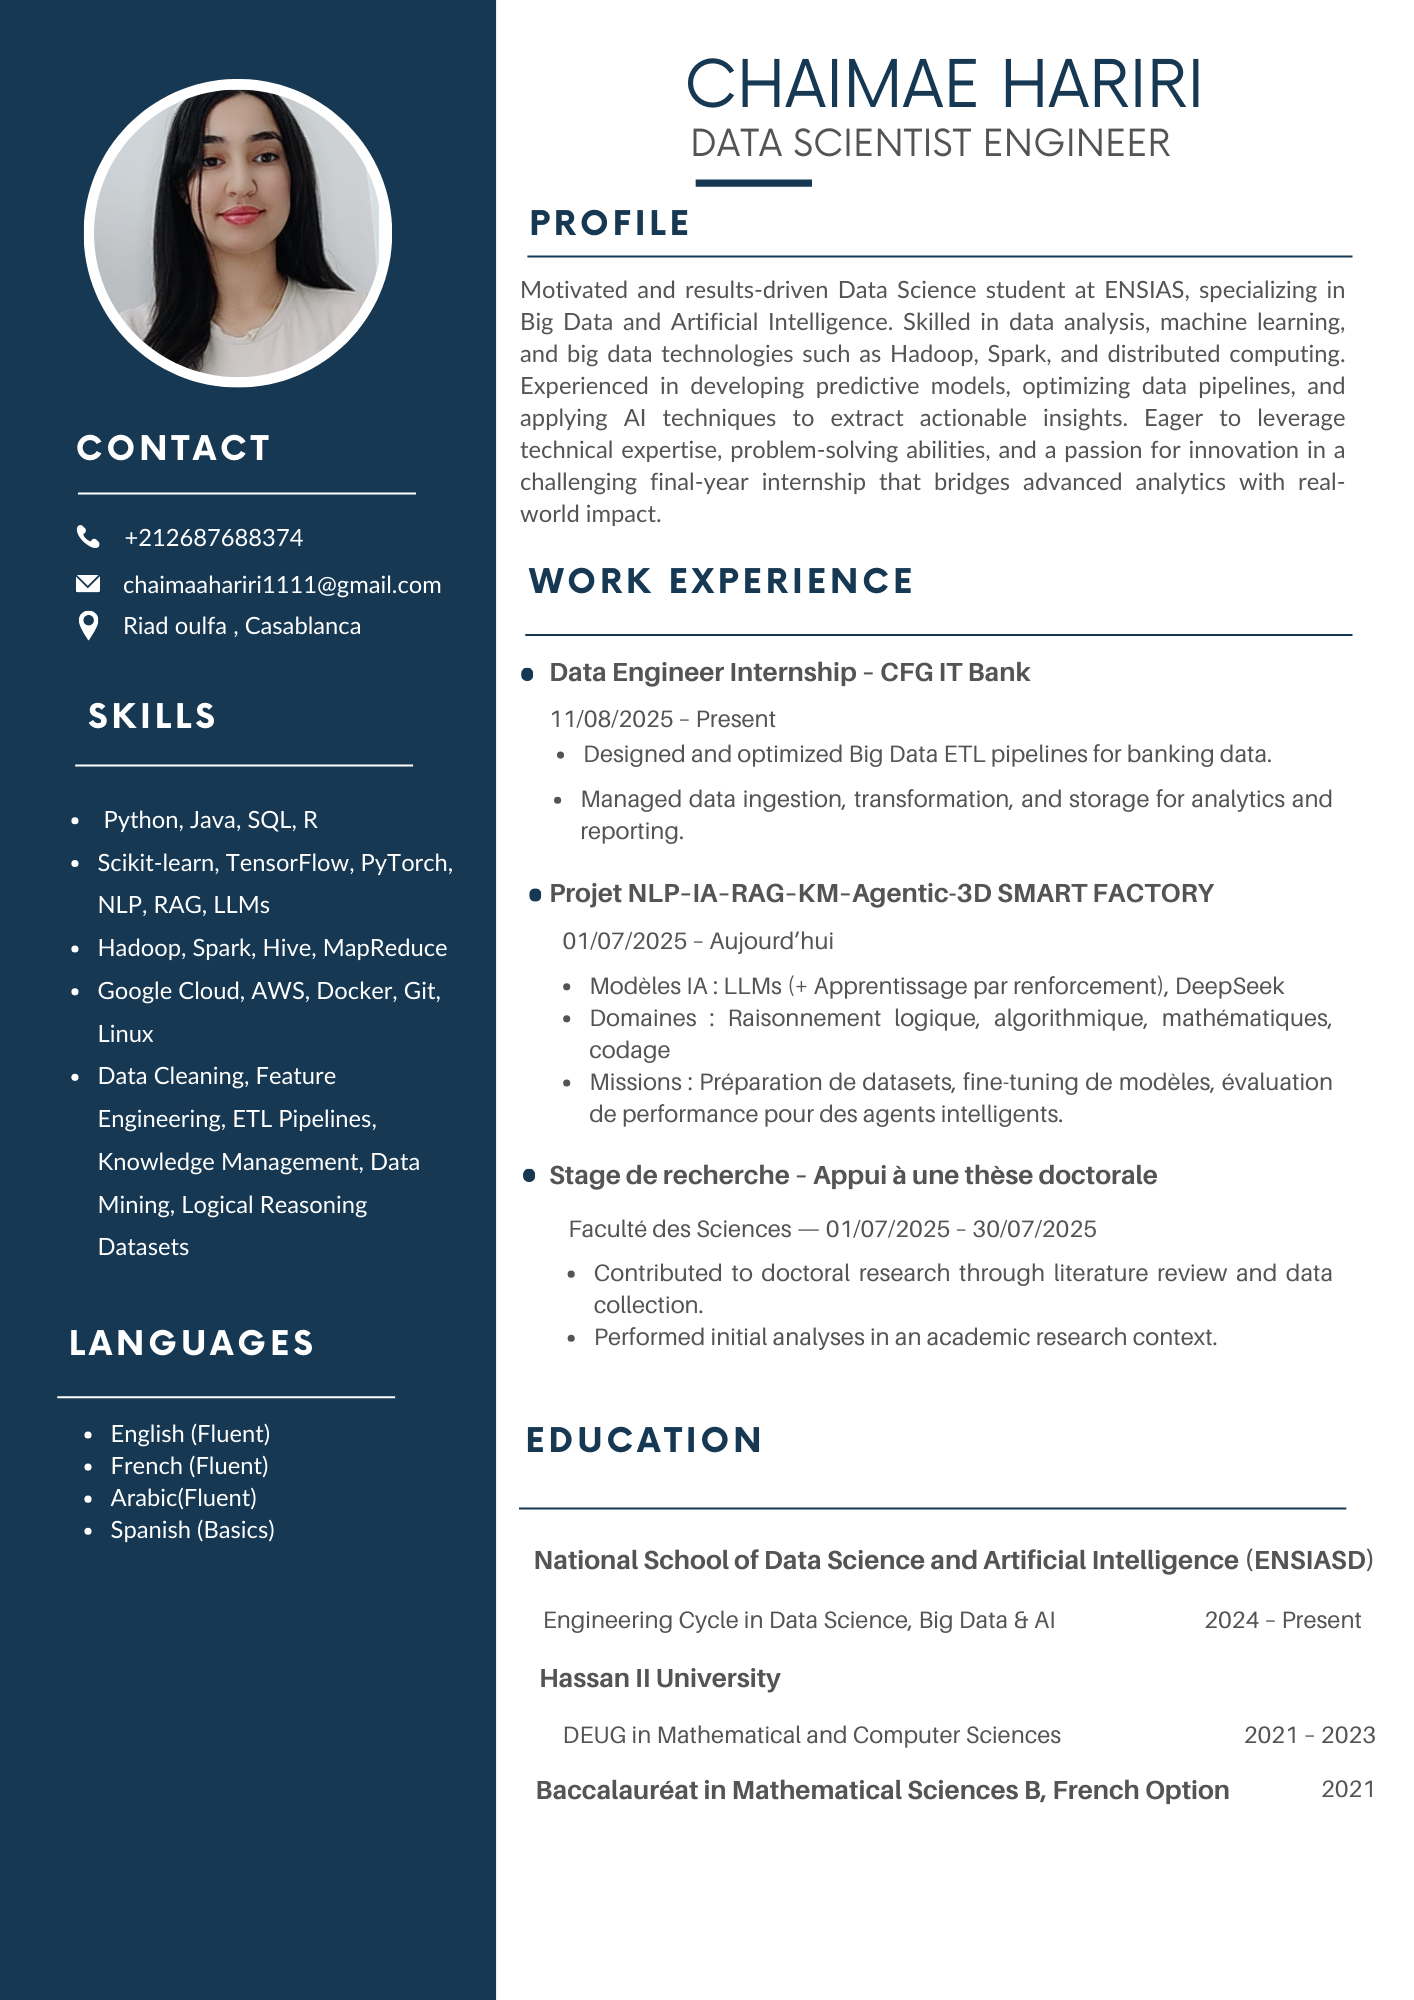 CHAIMAE HARIRI
DATA SCIENTIST ENGINEER
CONTACT
+212687688374
chaimaahariri1111@gmail.com
Riad oulfa , Casablanca
SKILLS
• Python, Java, SQL, R
• Scikit-learn, TensorFlow, PyTorch,
NLP, RAG, LLMs
• Hadoop, Spark, Hive, MapReduce
• Google Cloud, AWS, Docker, Git,
Linux
• Data Cleaning, Feature
Engineering, ETL Pipelines,
Knowledge Management, Data
Mining, Logical Reasoning
Datasets
LANGUAGES
• English (Fluent)
• French (Fluent)
• Arabic(Fluent)
• Spanish (Basics)
PROFILE
Motivated and results-driven Data Science student at ENSIAS, specializing in
Big Data and Artificial Intelligence. Skilled in data analysis, machine learning,
and big data technologies such as Hadoop, Spark, and distributed computing.
Experienced in developing predictive models, optimizing data pipelines, and
applying AI techniques to extract actionable insights. Eager to leverage
technical expertise, problem-solving abilities, and a passion for innovation in a
challenging final-year internship that bridges advanced analytics with real-
world impact.
WORK EXPERIENCE
• Data Engineer Internship – CFG IT Bank
11/08/2025 – Present
• Designed and optimized Big Data ETL pipelines for banking data.
• Managed data ingestion, transformation, and storage for analytics and
reporting.
• Projet NLP–IA–RAG–KM–Agentic-3D SMART FACTORY
01/07/2025 – Aujourd’hui
• Modèles IA : LLMs (+ Apprentissage par renforcement), DeepSeek
• Domaines : Raisonnement logique, algorithmique, mathématiques,
codage
• Missions : Préparation de datasets, fine-tuning de modèles, évaluation
de performance pour des agents intelligents.
• Stage de recherche – Appui à une thèse doctorale
Faculté des Sciences — 01/07/2025 – 30/07/2025
• Contributed to doctoral research through literature review and data
collection.
• Performed initial analyses in an academic research context.
EDUCATION
National School of Data Science and Artificial Intelligence (ENSIASD)
Engineering Cycle in Data Science, Big Data & AI 2024 – Present
Hassan II University
DEUG in Mathematical and Computer Sciences 2021 – 2023
Baccalauréat in Mathematical Sciences B, French Option 2021